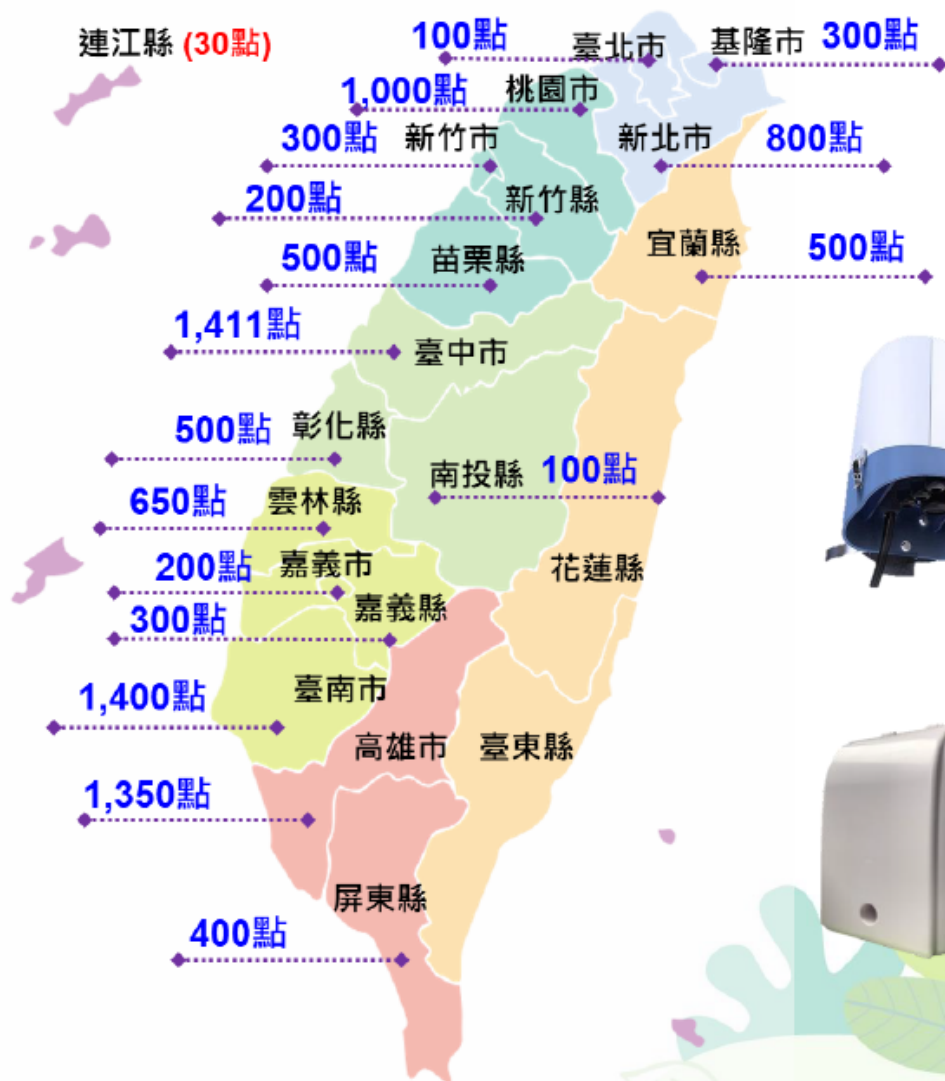 連江縣 (30點)
100點 臺北市 基隆市 300點
1,000點 桃園市
300點 新竹市 新北市 800點
200點 新竹縣
500點 苗栗縣 宜蘭縣 500點
1,411點 臺中市
500點 彰化縣
南投縣 100點
650點 雲林縣
200點 嘉義市 花蓮縣
300點 嘉義縣
1,400點 臺南市
高雄市 臺東縣
1,350點
屏東縣
400點